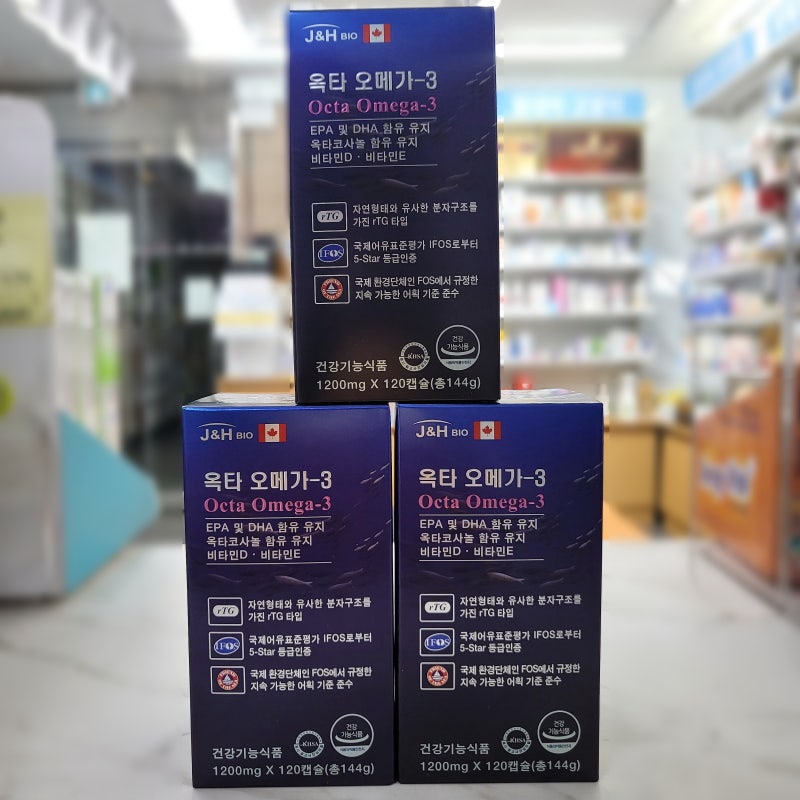 J&H BIO
옥타 오메가-3
Octa Omega-3
EPA 및 DHA 함유 유지
옥타코사놀 함유 유지
비타민D · 비타민E
rTG
자연형태와 유사한 분자구조를
가진 rTG 타입
IFOS
국제어유표준평가 IFOS로부터
5-Star 등급인증
국제 환경단체인 FOS에서 규정한
지속 가능한 어획 기준 준수
KHSA
건강
기능식품
건강기능식품
1200mg X 120캡슐(총144g)
J&H BIO
옥타 오메가-3
Octa Omega-3
EPA 및 DHA 함유 유지
옥타코사놀 함유 유지
비타민D · 비타민E
rTG
자연형태와 유사한 분자구조를
가진 rTG 타입
IFOS
국제어유표준평가 IFOS로부터
5-Star 등급인증
국제 환경단체인 FOS에서 규정한
지속 가능한 어획 기준 준수
KHSA
건강
기능식품
건강기능식품
1200mg X 120캡슐(총144g)
J&H BIO
옥타 오메가-3
Octa Omega-3
EPA 및 DHA 함유 유지
옥타코사놀 함유 유지
비타민D · 비타민E
rTG
자연형태와 유사한 분자구조를
가진 rTG 타입
IFOS
국제어유표준평가 IFOS로부터
5-Star 등급인증
국제 환경단체인 FOS에서 규정한
지속 가능한 어획 기준 준수
KHSA
건강
기능식품
건강기능식품
1200mg X 120캡슐(총144g)